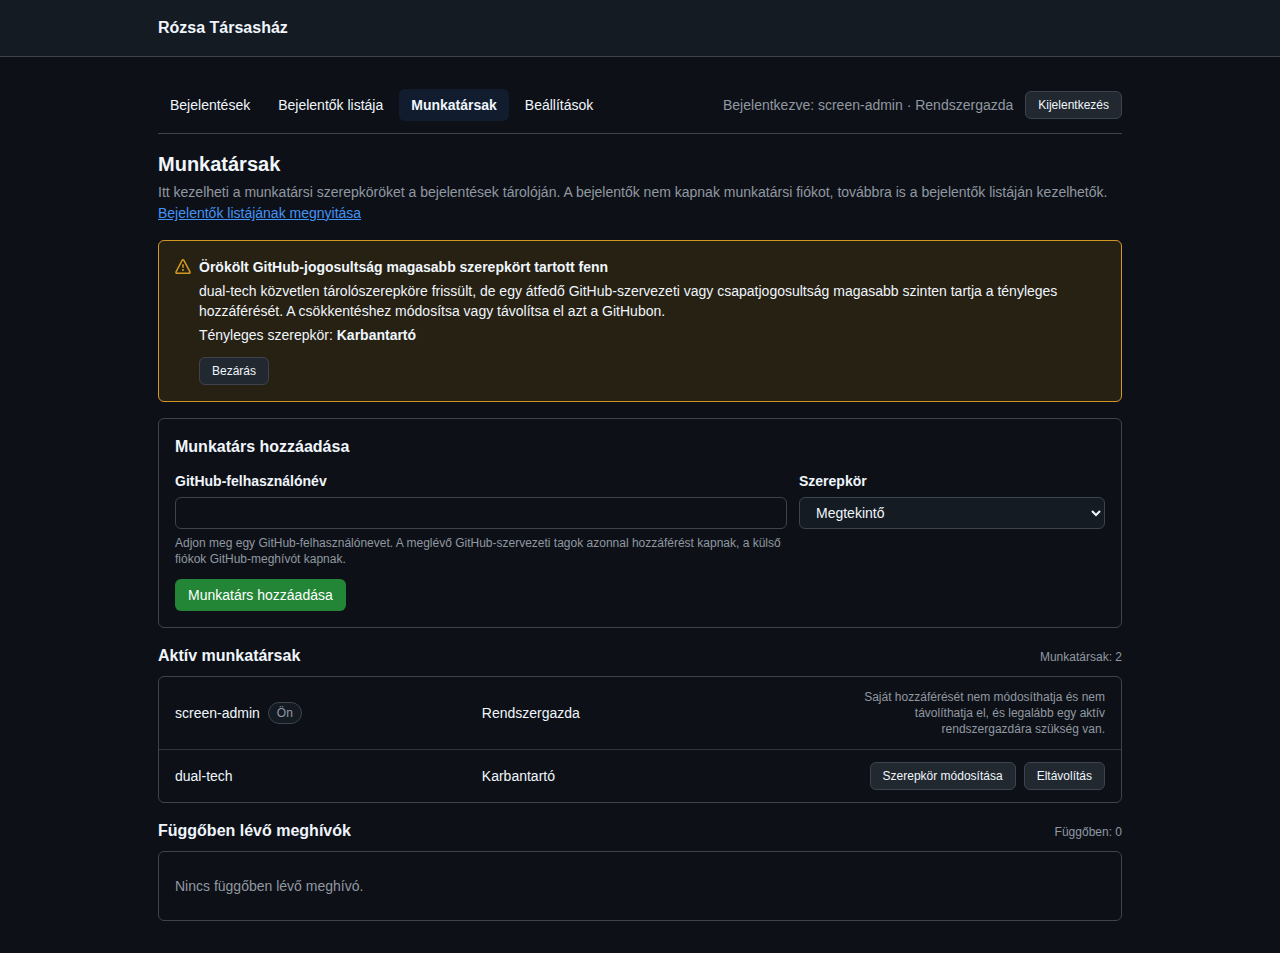 Rózsa Társasház
Bejelentések
Bejelentők listája
Munkatársak
Beállítások
Bejelentkezve: screen-admin · Rendszergazda
Kijelentkezés
Munkatársak
Itt kezelheti a munkatársi szerepköröket a bejelentések tárolóján. A bejelentők nem kapnak munkatársi fiókot, továbbra is a bejelentők listáján kezelhetők.
Bejelentők listájának megnyitása
Örökölt GitHub-jogosultság magasabb szerepkört tartott fenn
dual-tech közvetlen tárolószerepköre frissült, de egy átfedő GitHub-szervezeti vagy csapatjogosultság magasabb szinten tartja a tényleges
hozzáférését. A csökkentéshez módosítsa vagy távolítsa el azt a GitHubon.
Tényleges szerepkör: Karbantartó
Bezárás
Munkatárs hozzáadása
GitHub-felhasználónév
Szerepkör
Megtekintő
Adjon meg egy GitHub-felhasználónevet. A meglévő GitHub-szervezeti tagok azonnal hozzáférést kapnak, a külső
fiókok GitHub-meghívót kapnak.
Munkatárs hozzáadása
Aktív munkatársak
Munkatársak: 2
screen-admin
Ön
Rendszergazda
Saját hozzáférését nem módosíthatja és nem
távolíthatja el, és legalább egy aktív
rendszergazdára szükség van.
dual-tech
Karbantartó
Szerepkör módosítása
Eltávolítás
Függőben lévő meghívók
Függőben: 0
Nincs függőben lévő meghívó.